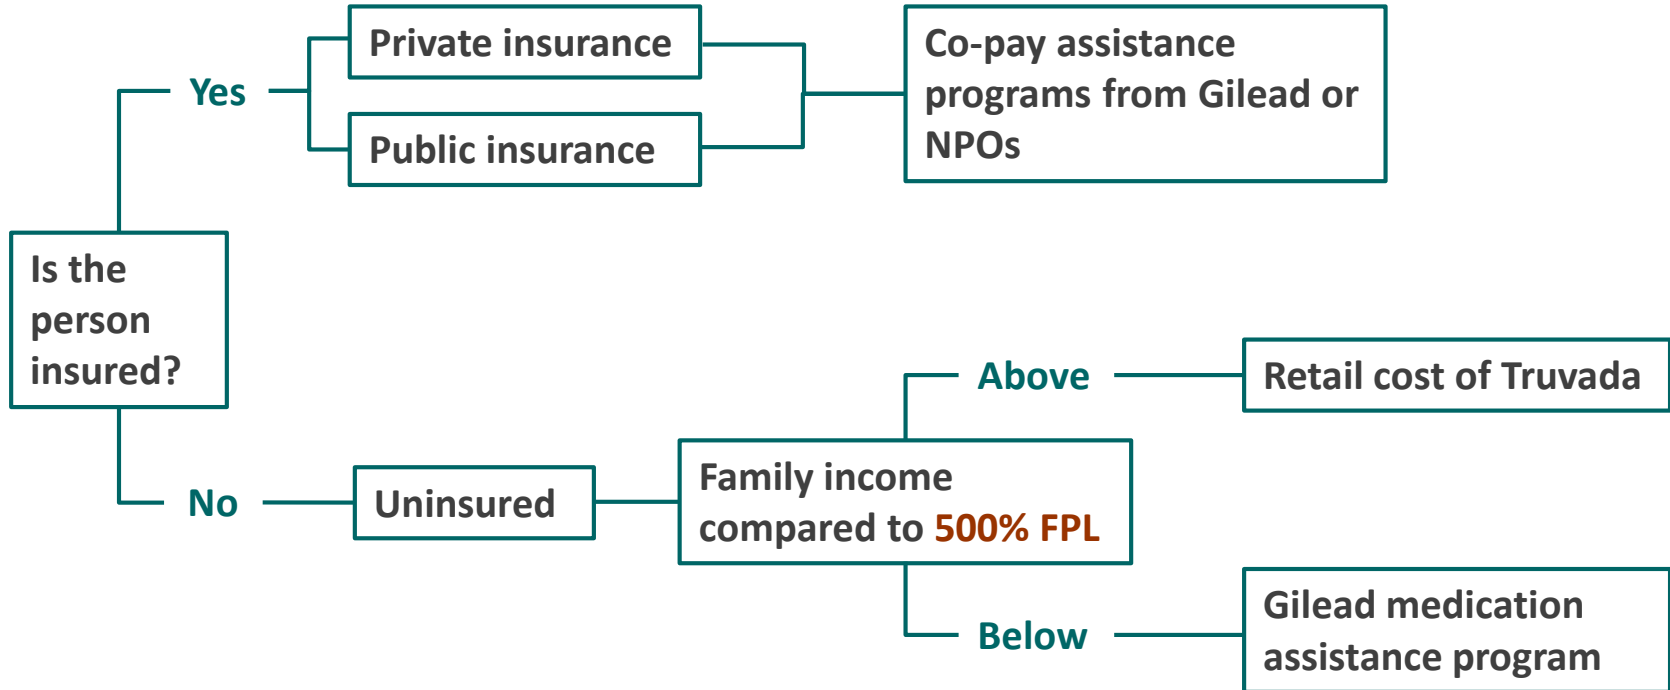 Private insurance
Co-pay assistance
programs from Gilead or
NPOs
Yes
Public insurance
Is the
person
insured?
Above
Retail cost of Truvada
No
Uninsured
Family income
compared to 500% FPL
Below
Gilead medication
assistance program